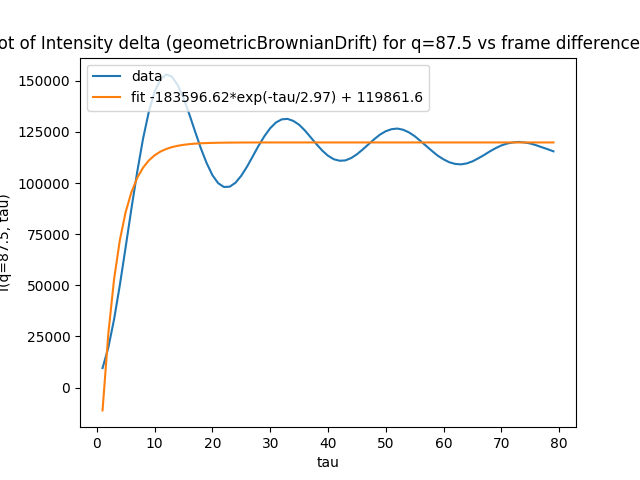 ot of Intensity delta (geometricBrownianDrift) for q=87.5 vs frame difference
data
fit -183596.62*exp(-tau/2.97) + 119861.6
I(q=87.5, tau)
150000
125000
100000
75000
50000
25000
0
0 10 20 30 40 50 60 70 80
tau